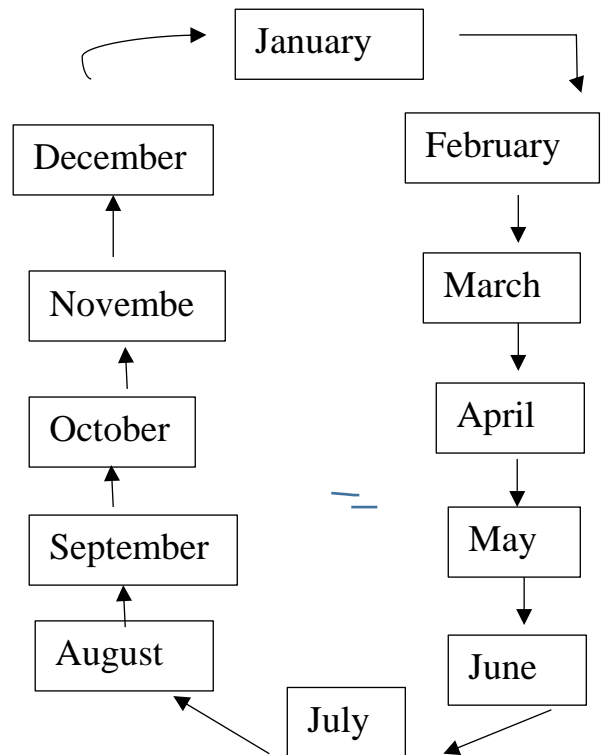 January
February
March
April
May
June
July
August
September
October
Novembe
December